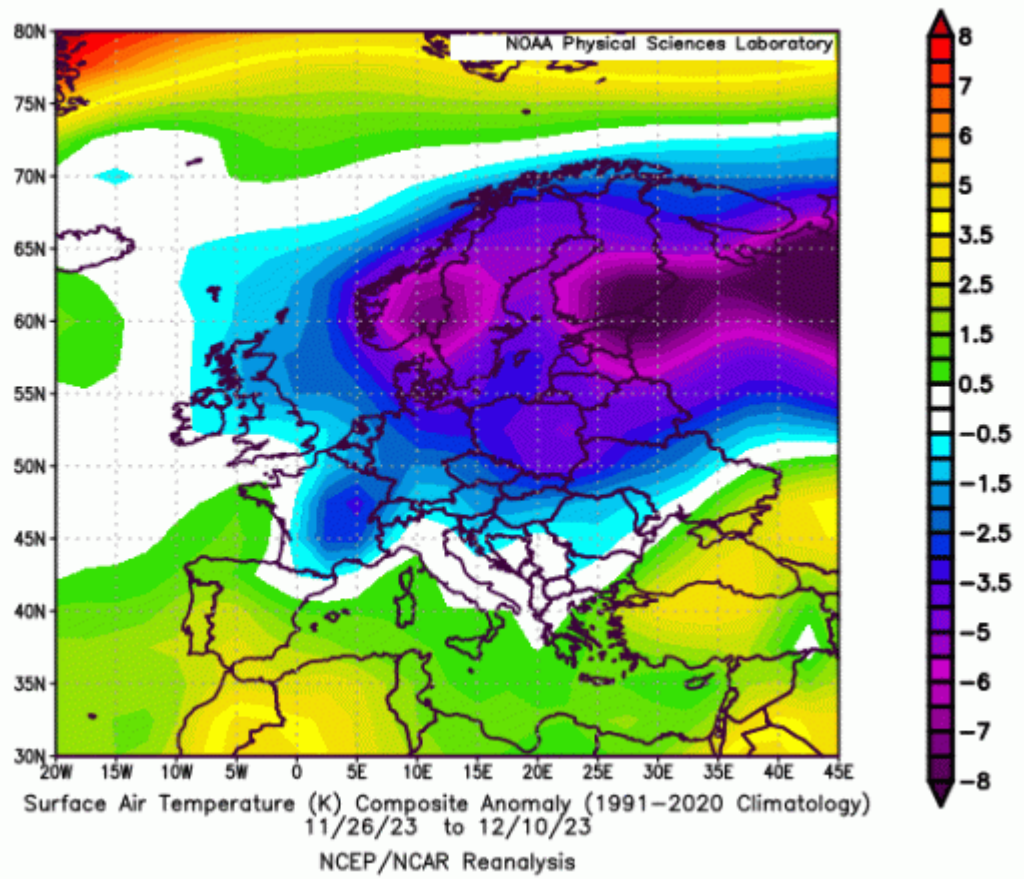 NOAA Physical Sciences Laboratory
80N
75N
70N
65N
60N
55N
50N
45N
40N
35N
30N
20W 15W 10W 5W 0 5E 10E 15E 20E 25E 30E 35E 40E 45E
8
7
6
5
3.5
2.5
1.5
0.5
−0.5
−1.5
−2.5
−3.5
−5
−6
−7
−8
Surface Air Temperature (K) Composite Anomaly (1991−2020 Climatology)
11/26/23 to 12/10/23
NCEP/NCAR Reanalysis